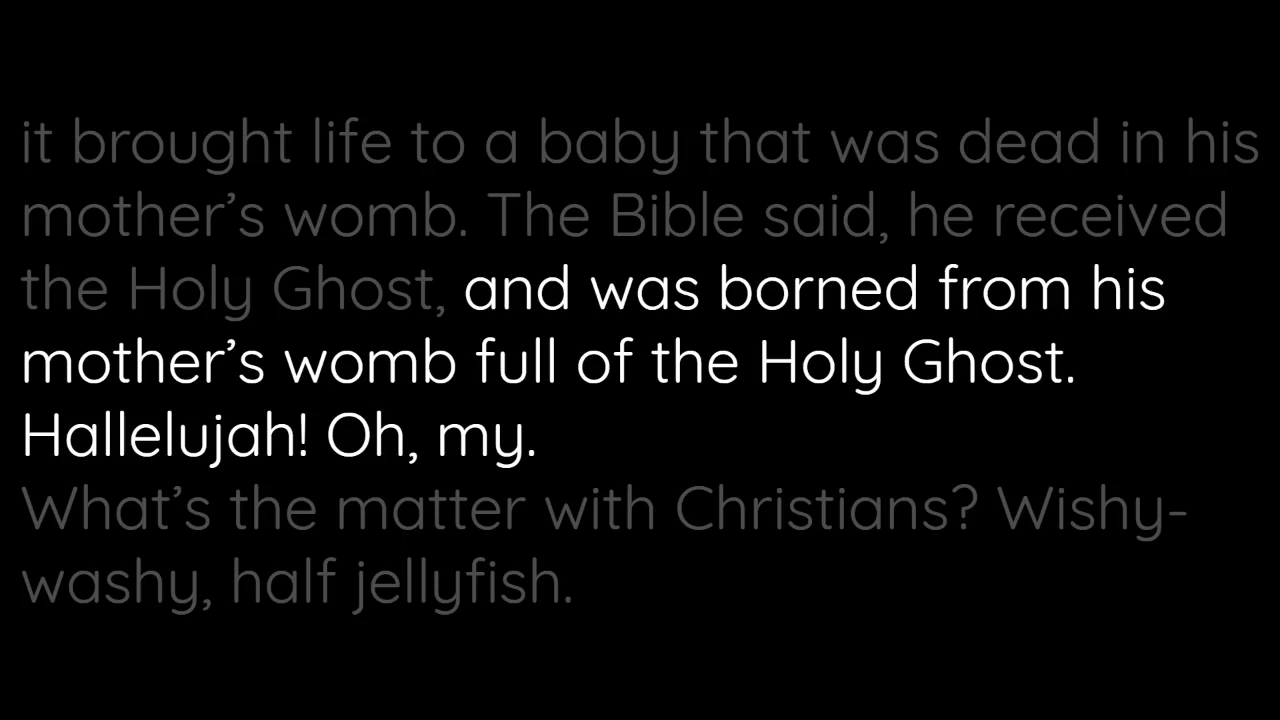 it brought life to a baby that was dead in his
mother’s womb. The Bible said, he received
the Holy Ghost, and was borned from his
mother’s womb full of the Holy Ghost.
Hallelujah! Oh, my.
What’s the matter with Christians? Wishy-
washy, half jellyfish.